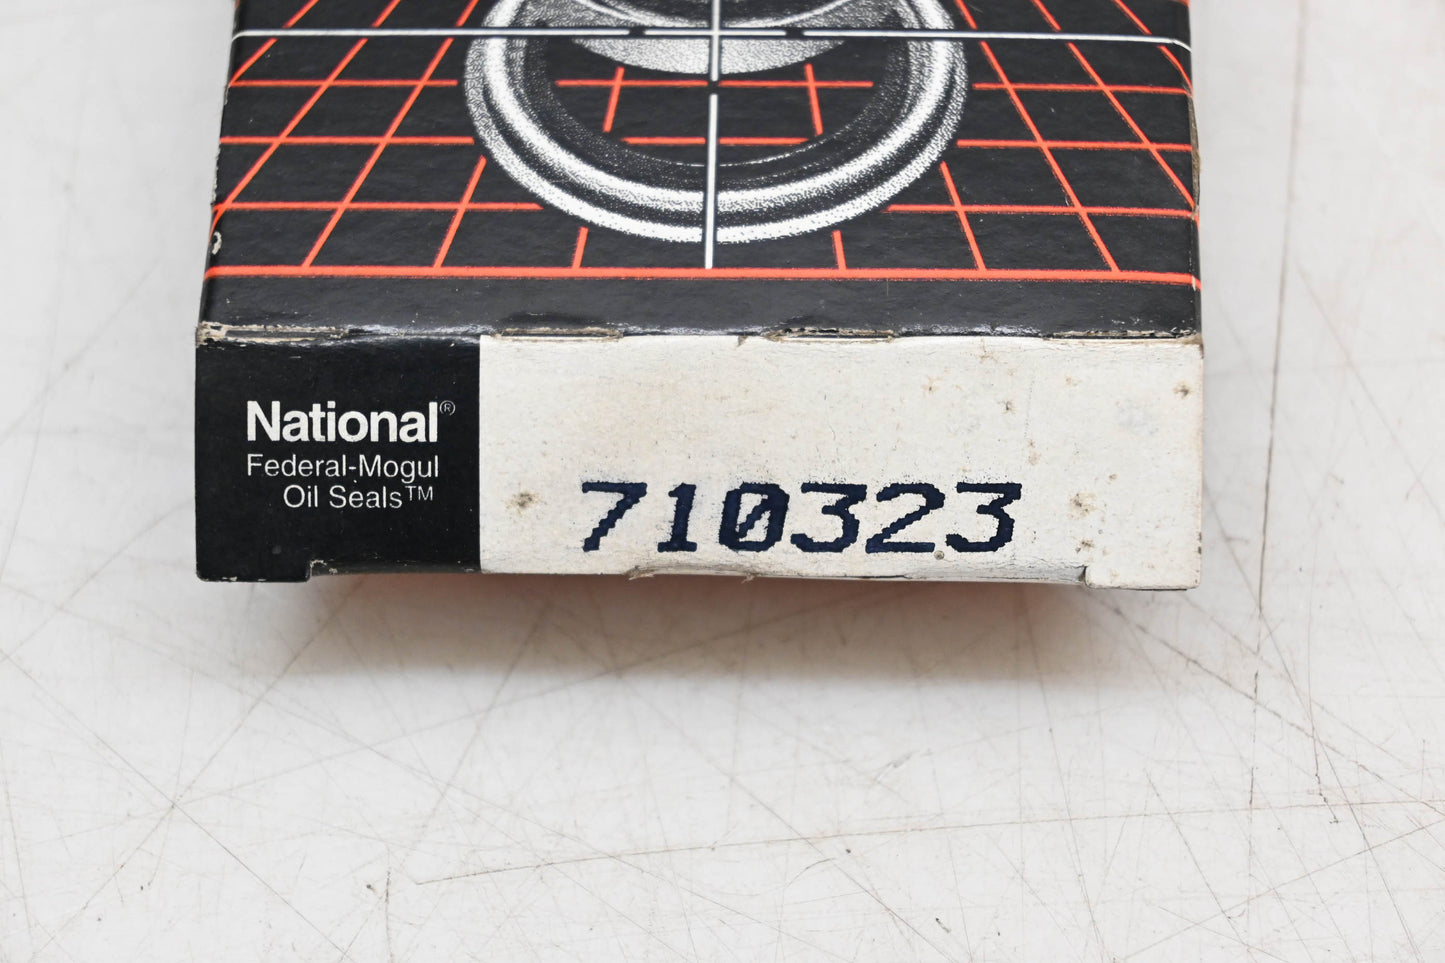 National®
Federal-Mogul
Oil Seals™
710323